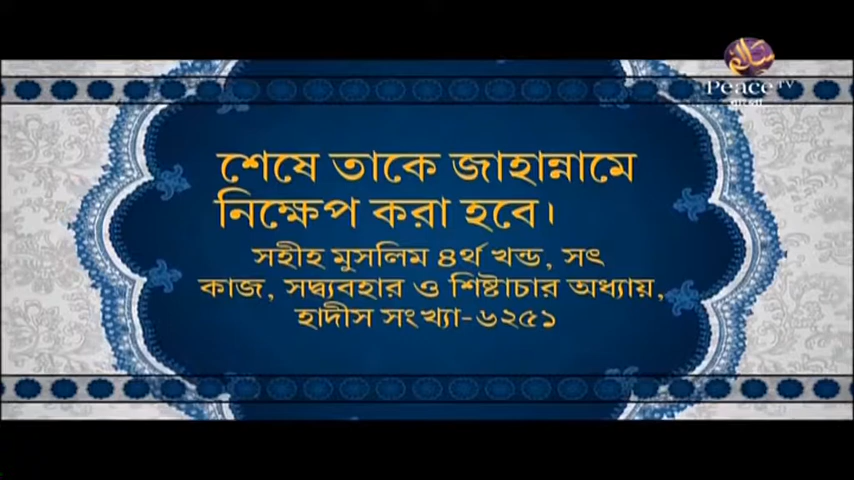 Peace TV
বাংলা
শেষে তাকে জাহান্নামে
নিক্ষেপ করা হবে।
সহীহ মুসলিম ৪র্থ খন্ড, সৎ
কাজ, সদ্ব্যবহার ও শিষ্টাচার অধ্যায়,
হাদীস সংখ্যা-৬২৫১